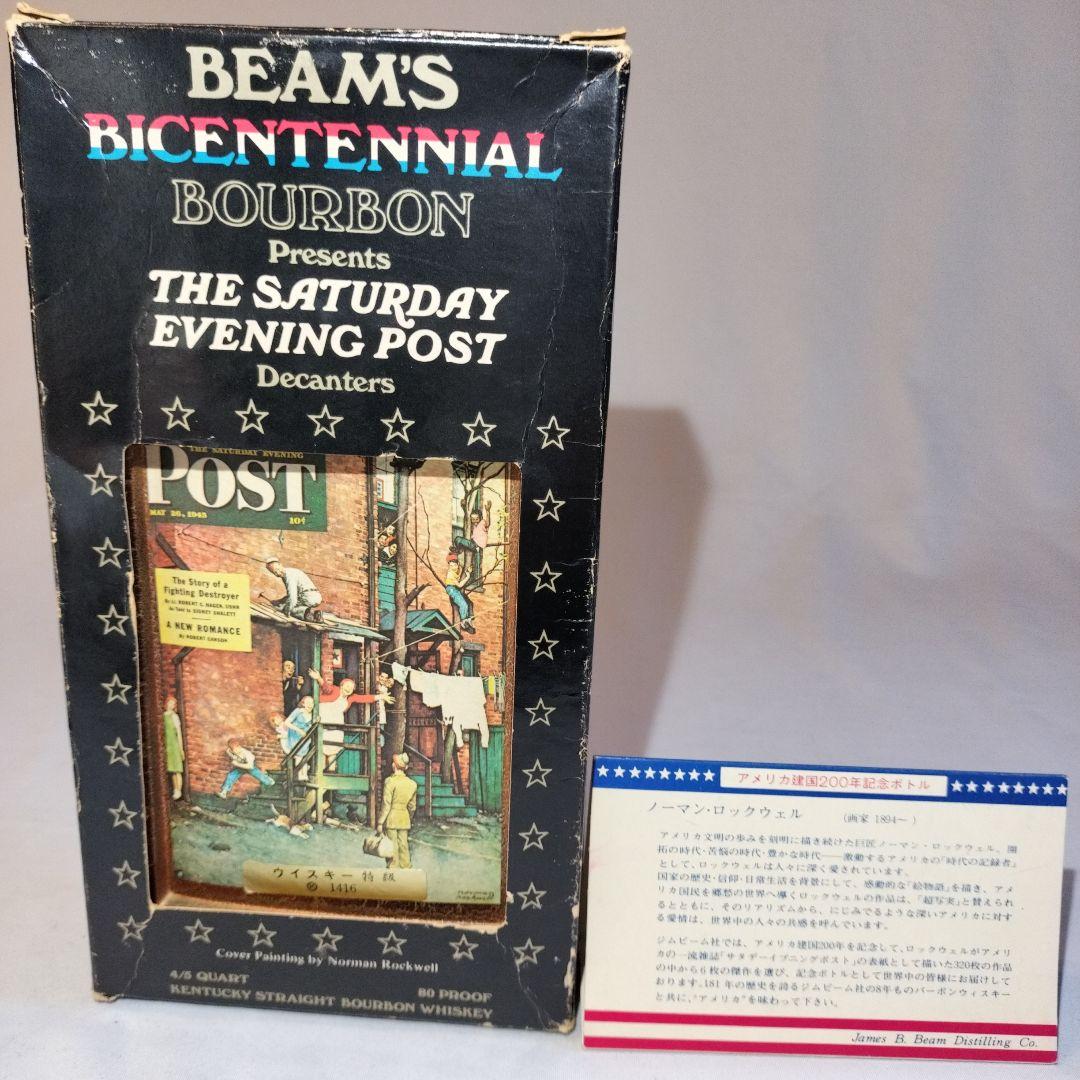 BEAM'S
BICENTENNIAL
BOURBON
Presents
THE SATURDAY
EVENING POST
Decanters
THE SATURDAY EVENING
POST
MAY 26, 1945
10¢
The Story of a
Fighting Destroyer
By Lt. ROBERT C. HAGEN, USNR
As Told to SIDNEY SHALETT
A NEW ROMANCE
By ROBERT CARSON
ウイスキー特級
1416
Norman
Rockwell
Cover Painting by Norman Rockwell
4/5 QUART
80 PROOF
KENTUCKY STRAIGHT BOURBON WHISKEY
アメリカ建国200年記念ボトル
ノーマン・ロックウェル (画家 1894〜 )
アメリカ文明の歩みを刻明に描き続けた巨匠ノーマン・ロックウェル。開
拓の時代・苦悩の時代・豊かな時代──激動するアメリカの「時代の記録者」
として、ロックウェルは人々に深く愛されています。
国家の歴史・信仰・日常生活を背景にして、感動的な「絵物語」を描き、アメ
リカ国民を郷愁の世界へ導くロックウェルの作品は、「超写実」と賛えられ
るとともに、そのリアリズムから、にじみでるような深いアメリカに対す
る愛情は、世界中の人々の共感を呼んでいます。
ジムビーム社では、アメリカ建国200年を記念して、ロックウェルがアメリ
カの一流雑誌「サタデーイブニングポスト」の表紙として描いた320枚の作品
の中から6枚の傑作を選び、記念ボトルとして世界中の皆様にお届けして
おります。181年の歴史を誇るジムビーム社の8年ものバーボンウィスキー
と共に、"アメリカ"を味わって下さい。
James B. Beam Distilling Co.